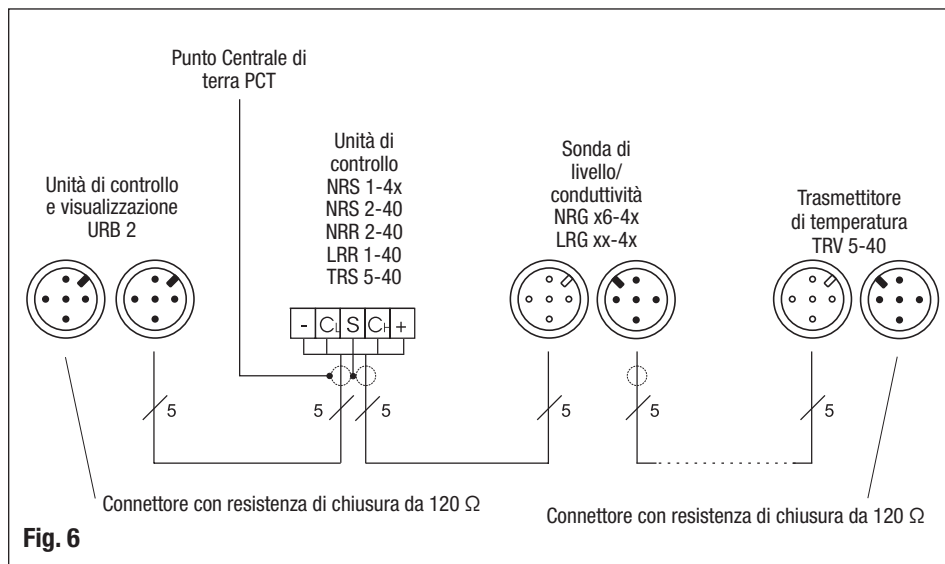 Punto Centrale di
terra PCT
Unità di
controllo
NRS 1-4x
NRS 2-40
NRR 2-40
LRR 1-40
TRS 5-40
Sonda di
livello/
conduttività
NRG x6-4x
LRG xx-4x
Unità di controllo
e visualizzazione
URB 2
Trasmettitore
di temperatura
TRV 5-40
- CL S CH +
5 5 5 5 5 5
Connettore con resistenza di chiusura da 120 Ω
Connettore con resistenza di chiusura da 120 Ω
Fig. 6